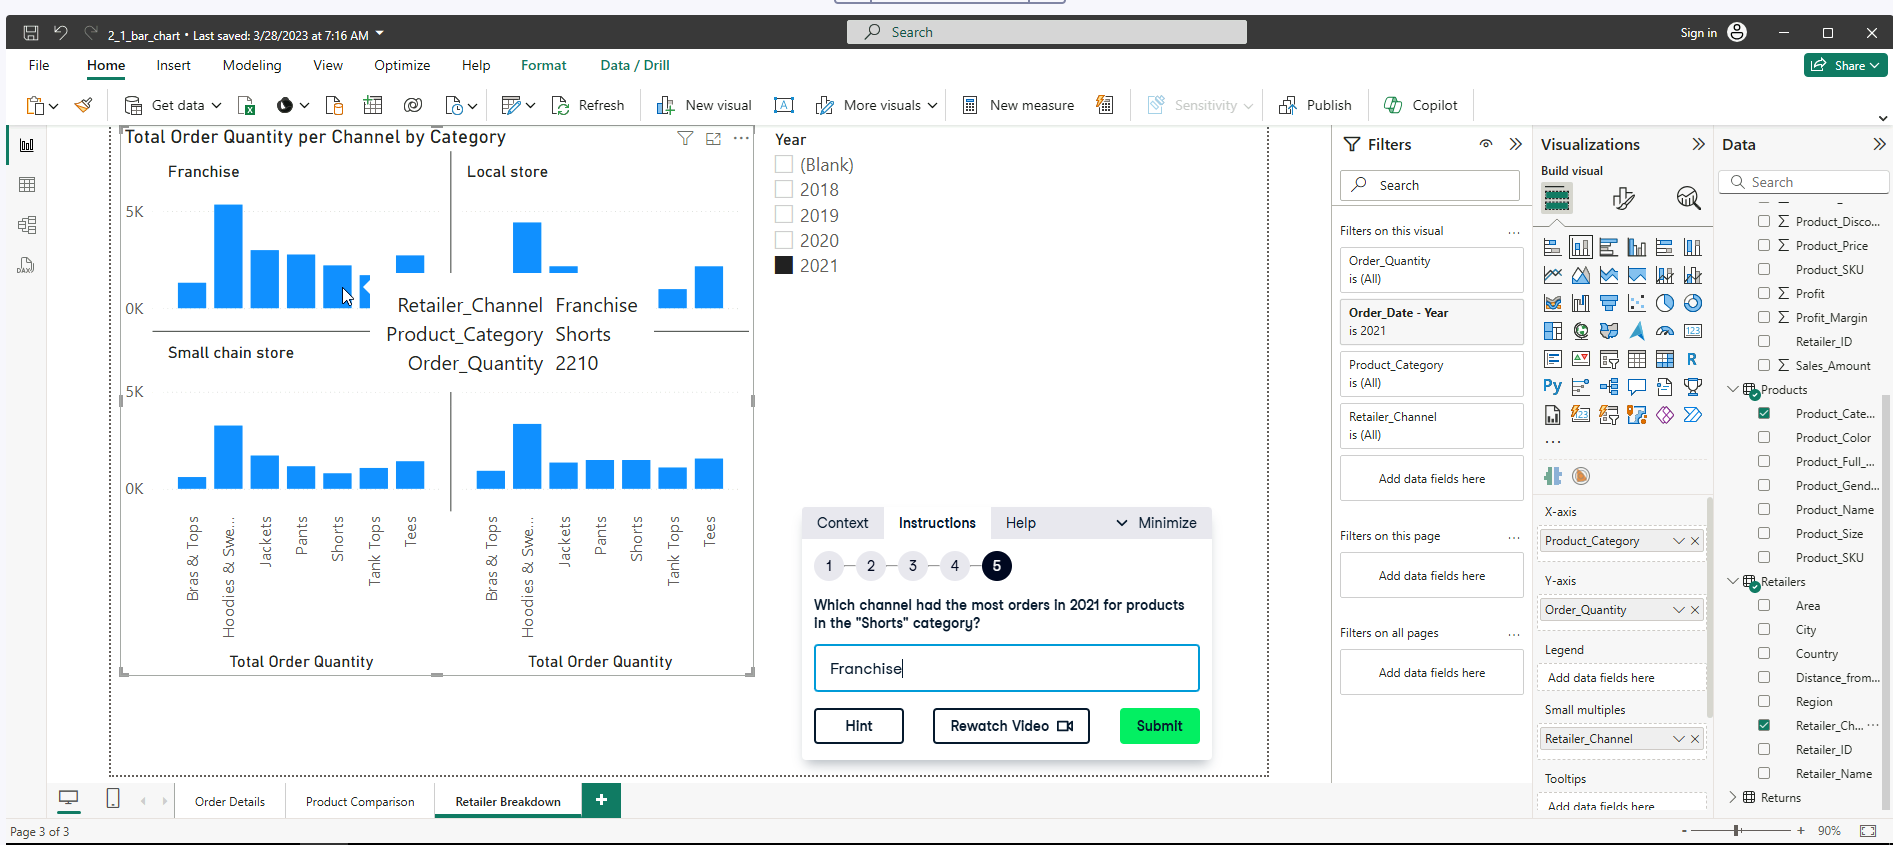 2_1_bar_chart • Last saved: 3/28/2023 at 7:16 AM
Search
Sign in
File
Home
Insert
Modeling
View
Optimize
Help
Format
Data / Drill
Share
Get data
Refresh
New visual
A
More visuals
New measure
Sensitivity
Publish
Copilot
Total Order Quantity per Channel by Category
Franchise
Local store
5K
0K
Small chain store
5K
0K
Retailer_Channel Franchise
Product_Category Shorts
Order_Quantity 2210
Bras & Tops
Hoodies & Swe...
Jackets
Pants
Shorts
Tank Tops
Tees
Bras & Tops
Hoodies & Swe...
Jackets
Pants
Shorts
Tank Tops
Tees
Total Order Quantity
Total Order Quantity
Year
(Blank)
2018
2019
2020
2021
Context
Instructions
Help
Minimize
1
2
3
4
5
Which channel had the most orders in 2021 for products
in the "Shorts" category?
Franchise
Hint
Rewatch Video
Submit
Filters
Search
Filters on this visual
Order_Quantity
is (All)
Order_Date - Year
is 2021
Product_Category
is (All)
Retailer_Channel
is (All)
Add data fields here
Filters on this page
Add data fields here
Filters on all pages
Add data fields here
Visualizations
Build visual
123
R
Py
123
X-axis
Product_Category
Y-axis
Order_Quantity
Legend
Add data fields here
Small multiples
Retailer_Channel
Tooltips
Add data fields here
Data
Search
Product_Disco...
Product_Price
Product_SKU
Profit
Profit_Margin
Retailer_ID
Sales_Amount
Products
Product_Cate...
Product_Color
Product_Full_...
Product_Gend...
Product_Name
Product_Size
Product_SKU
Retailers
Area
City
Country
Distance_from...
Region
Retailer_Ch...
Retailer_ID
Retailer_Name
Returns
DAX
Order Details
Product Comparison
Retailer Breakdown
Page 3 of 3
90%